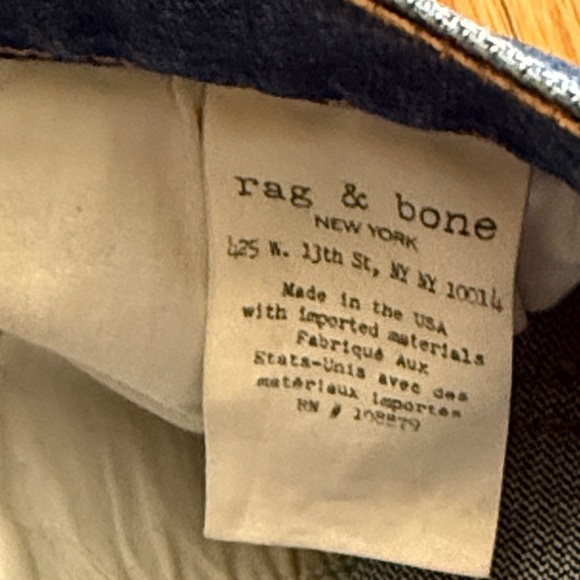 rag & bone
NEW YORK
425 W. 13th St, NY NY 10014
Made in the USA
with imported materials
Fabriqué Aux
Etats-Unis avec des
matériaux importés
RN #